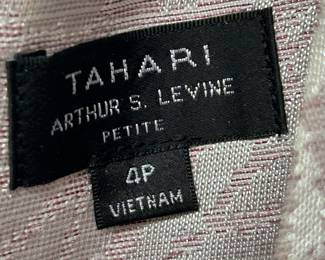 TAHARI
ARTHUR S. LEVINE
PETITE
4P
VIETNAM